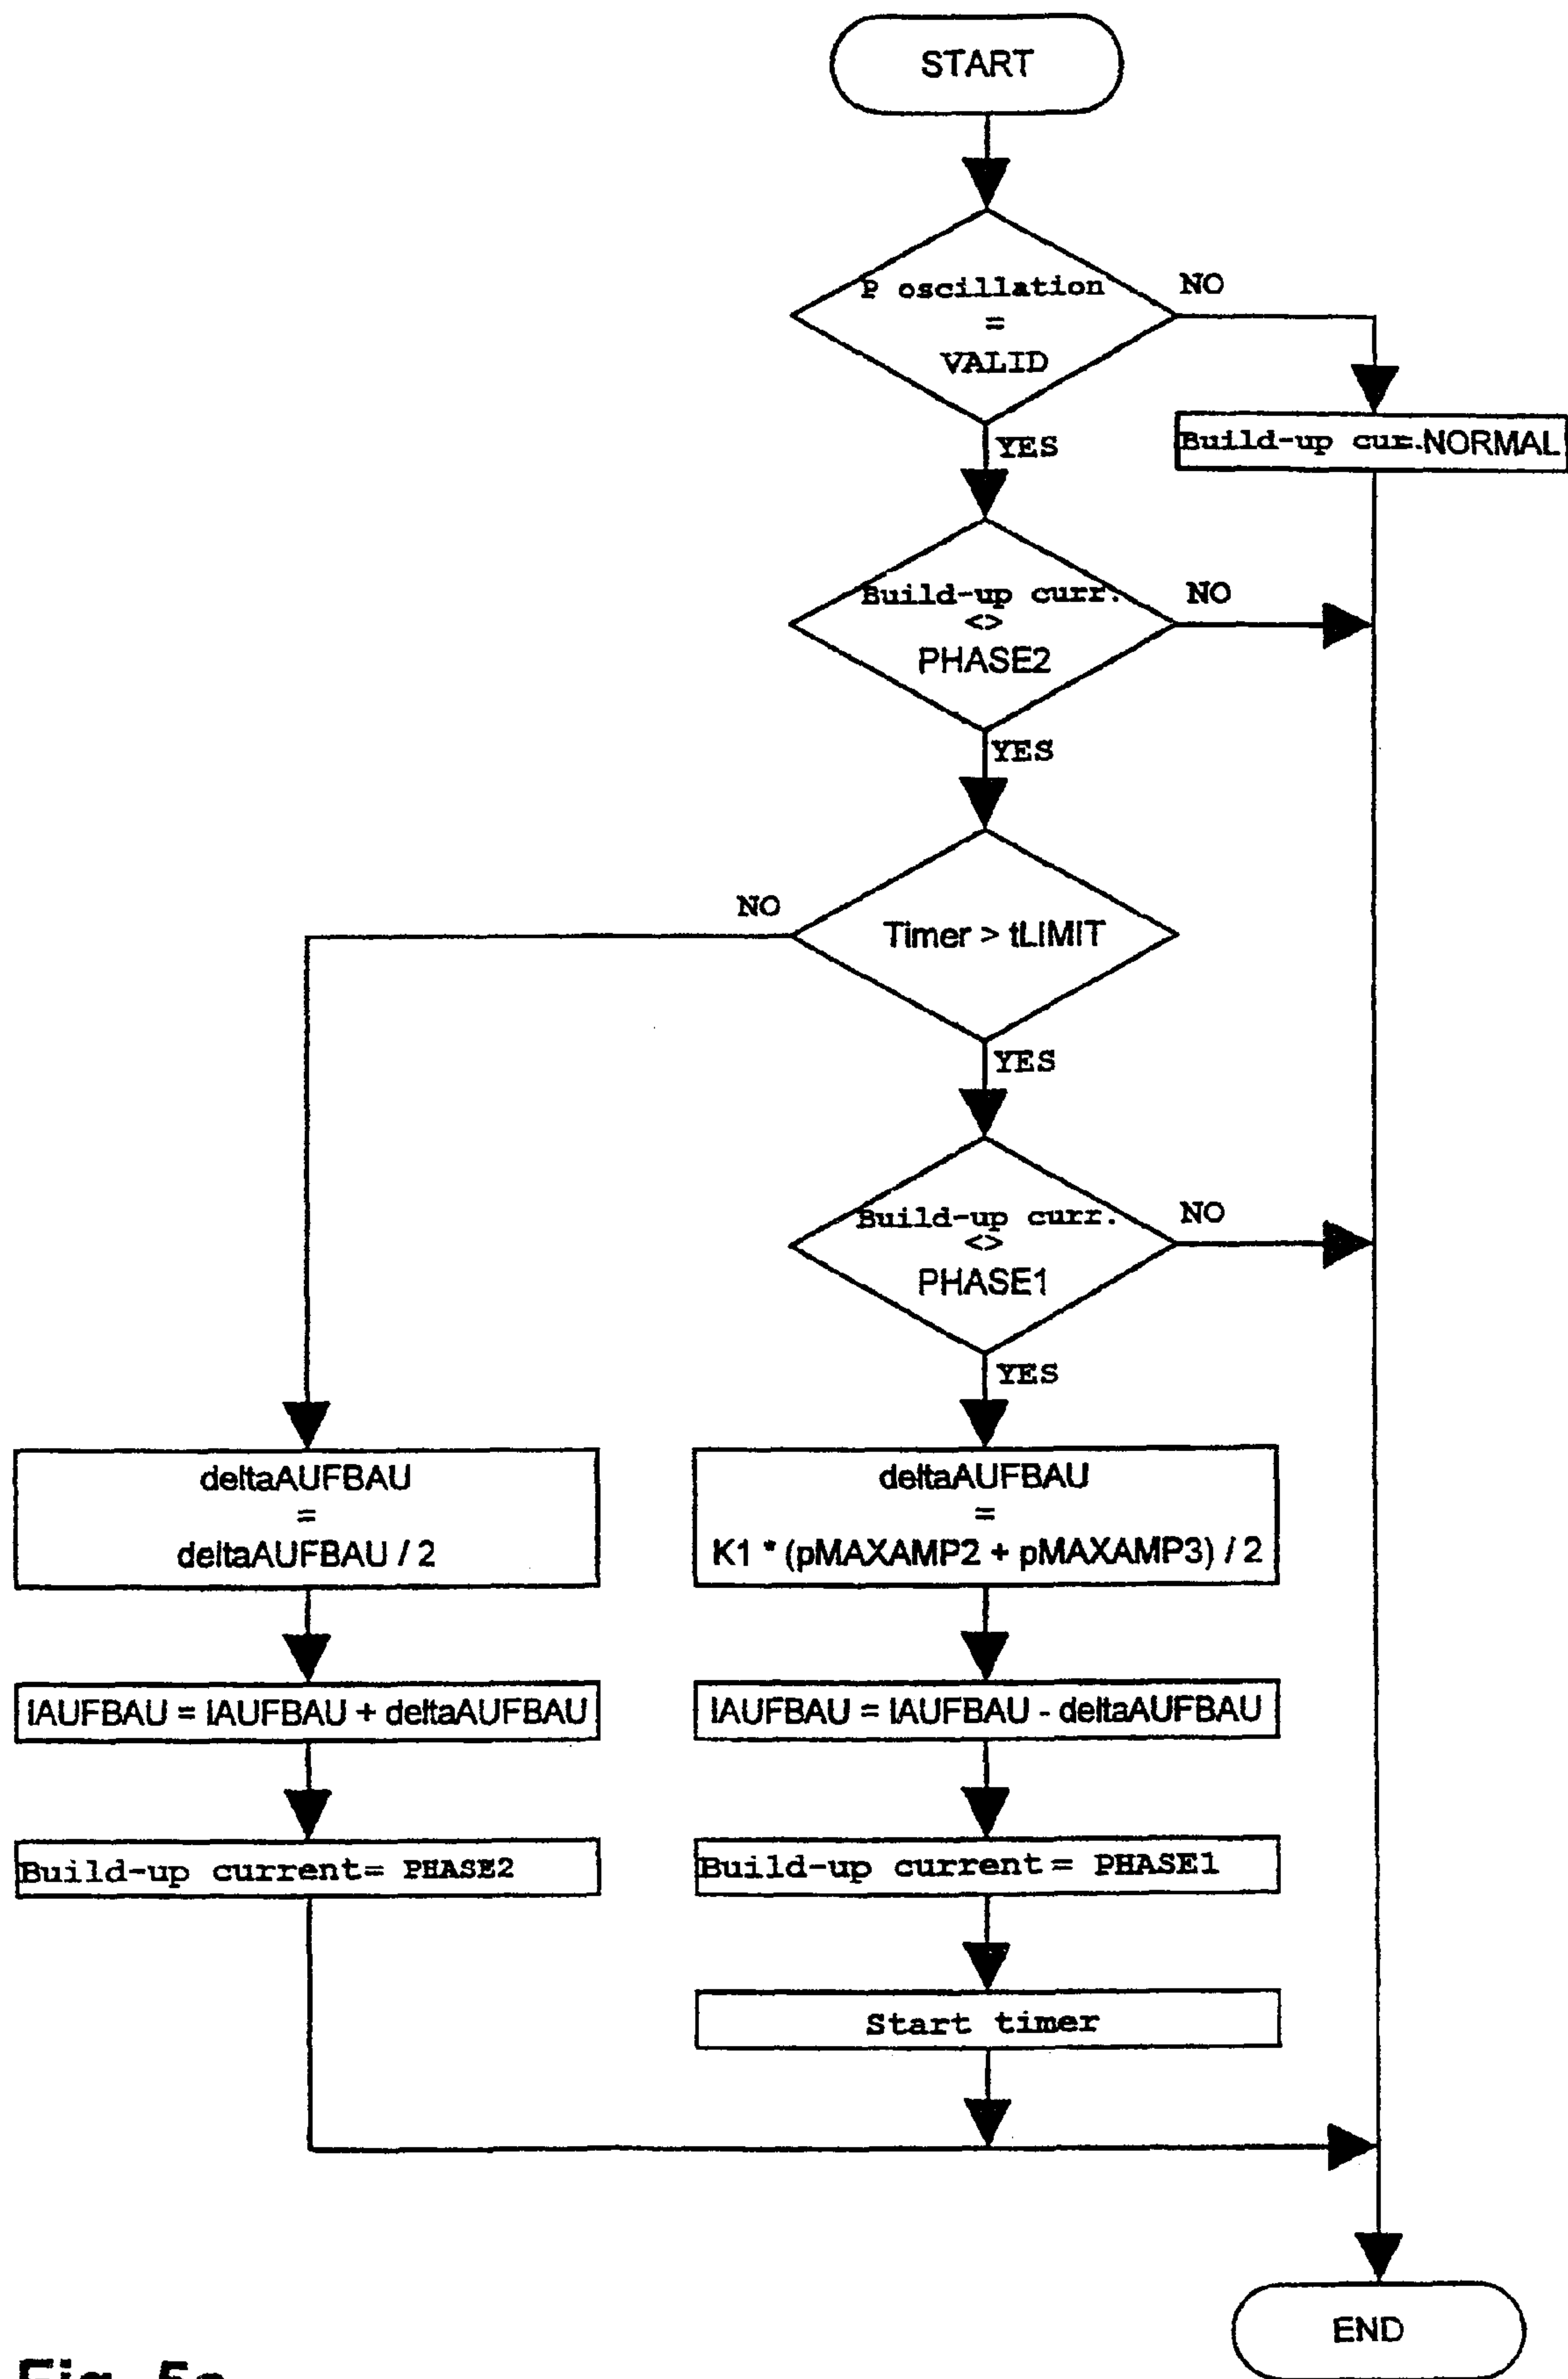 START
P oscillation
=
VALID
NO
Build-up cur.NORMAL
YES
Build-up curr.
<>
PHASE2
NO
YES
Timer > tLIMIT
NO
YES
Build-up curr.
<>
PHASE1
NO
YES
deltaAUFBAU
=
deltaAUFBAU / 2
IAUFBAU = IAUFBAU + deltaAUFBAU
Build-up current= PHASE2
deltaAUFBAU
=
K1 * (pMAXAMP2 + pMAXAMP3) / 2
IAUFBAU = IAUFBAU - deltaAUFBAU
Build-up current= PHASE1
Start timer
END
Fig.